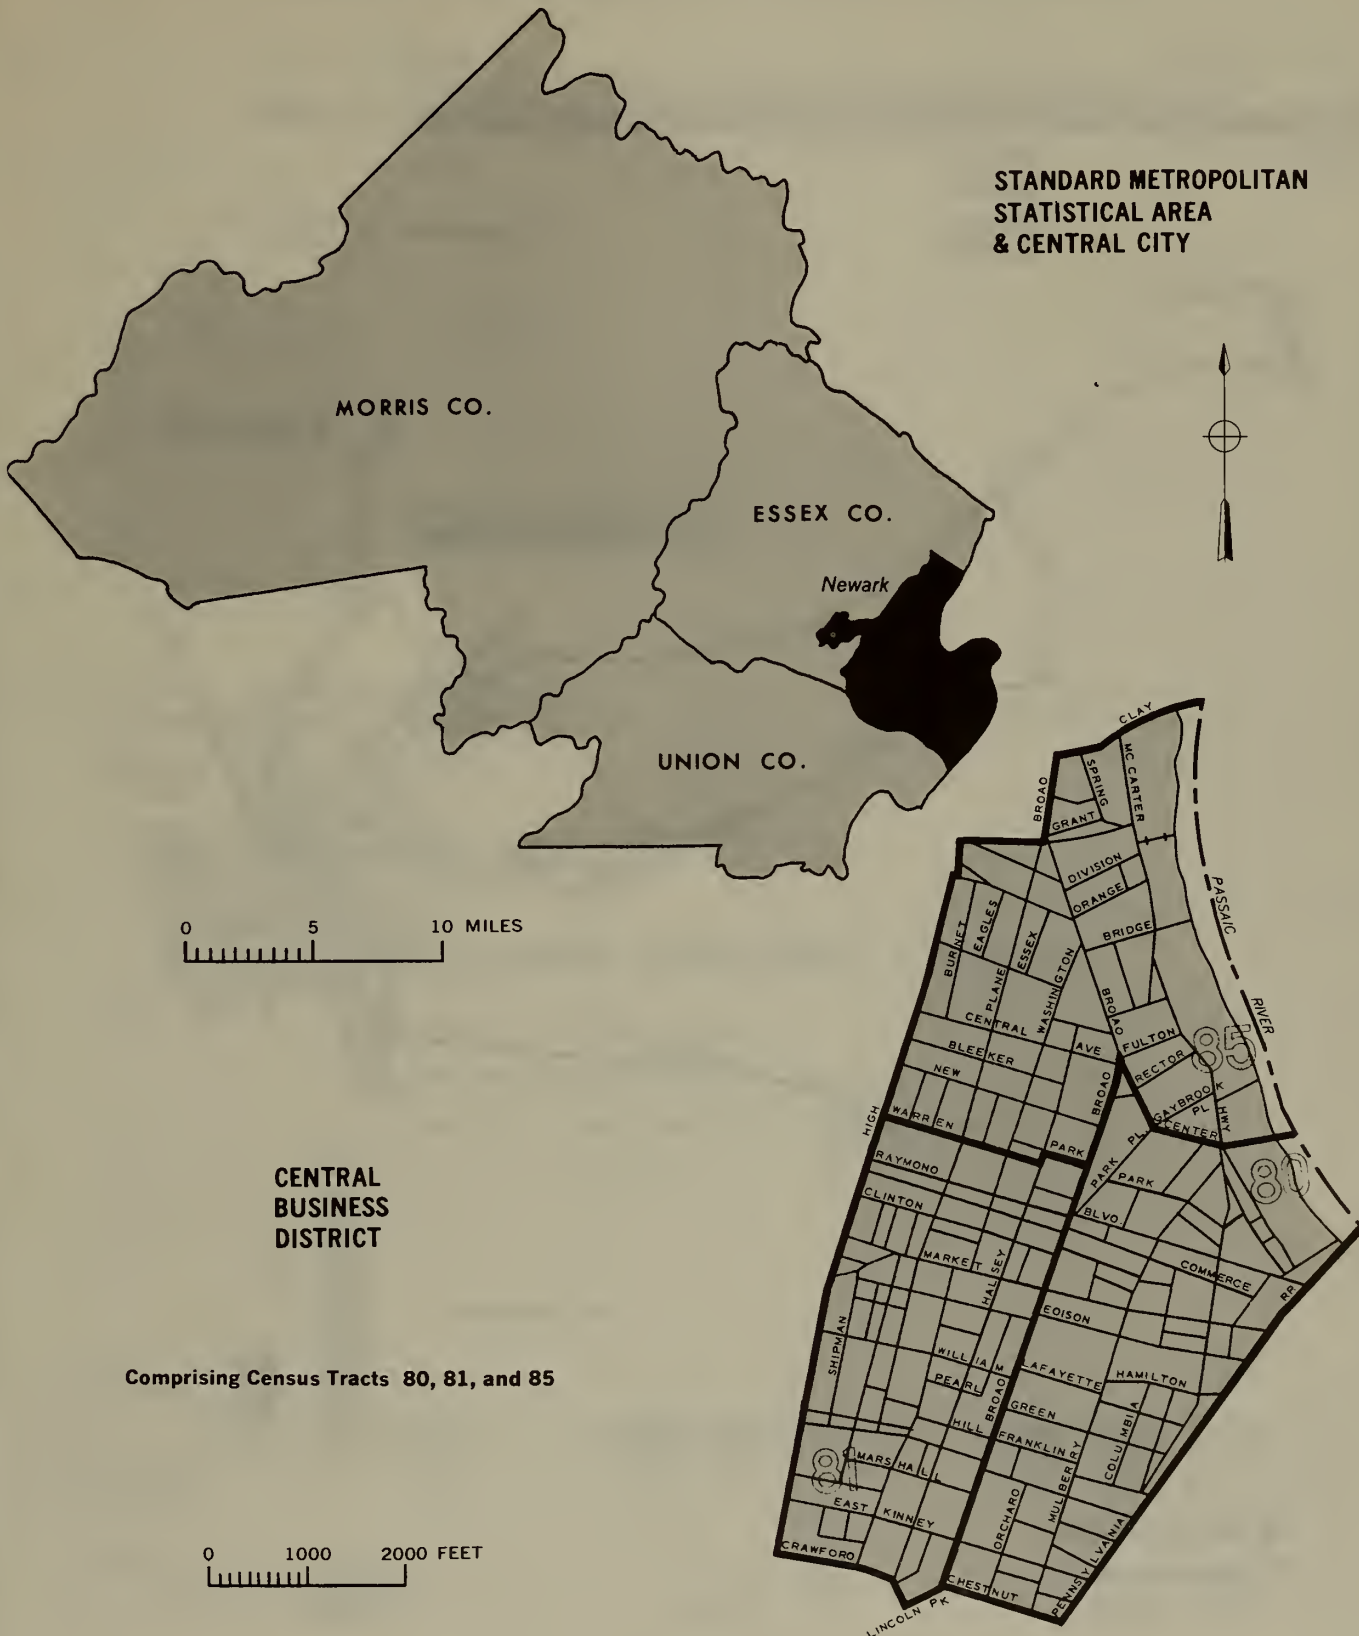 STANDARD METROPOLITAN
STATISTICAL AREA
& CENTRAL CITY
MORRIS CO.
ESSEX CO.
Newark
UNION CO.
0 5 10 MILES
CENTRAL
BUSINESS
DISTRICT
Comprising Census Tracts 80, 81, and 85
0 1000 2000 FEET
CLAY
BROAD
SPRING
MC CARTER
GRANT
DIVISION
ORANGE
PASSAIC
BRIDGE
BURNET
EAGLES
ESSEX
PLANE
WASHINGTON
BROAD
RIVER
CENTRAL AVE
FULTON
85
BLEEKER
RECTOR
NEW
BROAD
GAYBROOK
PL
HWY
HIGH
WARREN
CENTER
PARK
PARK PL
PARK
80
RAYMOND
BLVD.
CLINTON
MARKET
HALSEY
COMMERCE
RR
EDISON
SHIPMAN
WILLIAM
LAFAYETTE
HAMILTON
PEARL
BROAD
GREEN
COLUMBIA
HILL
FRANKLIN
81
MARSHALL
MULBERRY
EAST KINNEY
ORCHARD
PENNSYLVANIA
CRAWFORD
CHESTNUT
LINCOLN PK